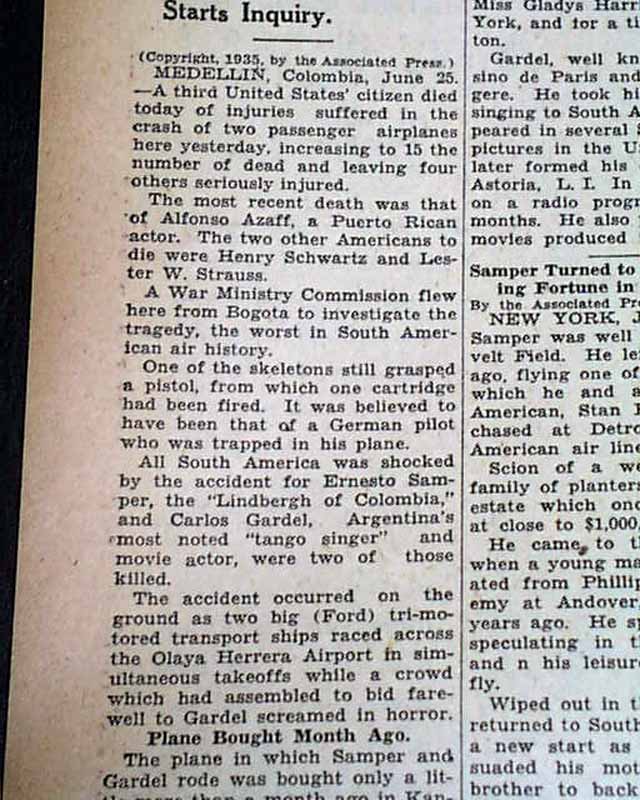 Starts Inquiry.
(Copyright, 1935, by the Associated Press.)
MEDELLIN, Colombia, June 25.
—A third United States' citizen died
today of injuries suffered in the
crash of two passenger airplanes
here yesterday, increasing to 15 the
number of dead and leaving four
others seriously injured.
The most recent death was that
of Alfonso Azaff, a Puerto Rican
actor. The two other Americans to
die were Henry Schwartz and Les-
ter W. Strauss.
A War Ministry Commission flew
here from Bogota to investigate the
tragedy, the worst in South Amer-
ican air history.
One of the skeletons still grasped
a pistol, from which one cartridge
had been fired. It was believed to
have been that of a German pilot
who was trapped in his plane.
All South America was shocked
by the accident for Ernesto Sam-
per, the "Lindbergh of Colombia,"
and Carlos Gardel, Argentina's
most noted "tango singer" and
movie actor, were two of those
killed.
The accident occurred on the
ground as two big (Ford) tri-mo-
tored transport ships raced across
the Olaya Herrera Airport in sim-
ultaneous takeoffs while a crowd
which had assembled to bid fare-
well to Gardel screamed in horror.
Plane Bought Month Ago.
The plane in which Samper and
Gardel rode was bought only a lit-
more than a month ago in Kan-
Miss Gladys Harri
York, and for a ti
ton.
Gardel, well kn
sino de Paris and
gere. He took hi
singing to South A
peared in several S
pictures in the U
later formed his
Astoria, L. I. In
on a radio progr
months. He also
movies produced
Samper Turned to
ing Fortune in
By the Associated Pre
NEW YORK, J
Samper was well
velt Field. He le
ago, flying one of
which he and a
American, Stan
chased at Detro
American air line
Scion of a we
family of planters
estate which onc
at close to $1,000,
He came to t
when a young ma
ated from Phillip
emy at Andover
years ago. He sp
speculating in t
and n his leisure
fly.
Wiped out in t
returned to South
a new start as
suaded his mot
brother to back